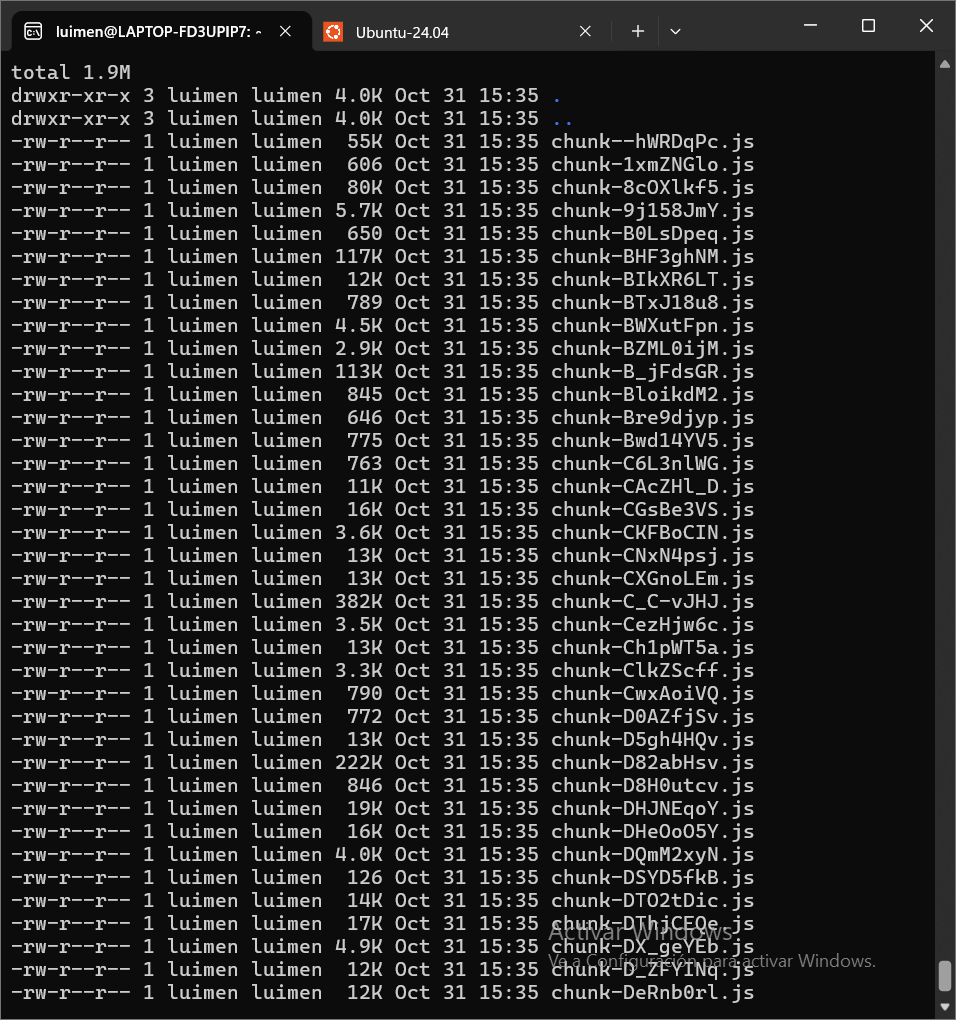 luimen@LAPTOP-FD3UPIP7: ~
Ubuntu-24.04
total 1.9M
drwxr-xr-x 3 luimen luimen 4.0K Oct 31 15:35 .
drwxr-xr-x 3 luimen luimen 4.0K Oct 31 15:35 ..
-rw-r--r-- 1 luimen luimen  55K Oct 31 15:35 chunk--hWRDqPc.js
-rw-r--r-- 1 luimen luimen  606 Oct 31 15:35 chunk-1xmZNGlo.js
-rw-r--r-- 1 luimen luimen  80K Oct 31 15:35 chunk-8cOXlkf5.js
-rw-r--r-- 1 luimen luimen 5.7K Oct 31 15:35 chunk-9j158JmY.js
-rw-r--r-- 1 luimen luimen  650 Oct 31 15:35 chunk-B0LsDpeq.js
-rw-r--r-- 1 luimen luimen 117K Oct 31 15:35 chunk-BHF3ghNM.js
-rw-r--r-- 1 luimen luimen  12K Oct 31 15:35 chunk-BIkXR6LT.js
-rw-r--r-- 1 luimen luimen  789 Oct 31 15:35 chunk-BTxJ18u8.js
-rw-r--r-- 1 luimen luimen 4.5K Oct 31 15:35 chunk-BWXutFpn.js
-rw-r--r-- 1 luimen luimen 2.9K Oct 31 15:35 chunk-BZML0ijM.js
-rw-r--r-- 1 luimen luimen 113K Oct 31 15:35 chunk-B_jFdsGR.js
-rw-r--r-- 1 luimen luimen  845 Oct 31 15:35 chunk-BloikdM2.js
-rw-r--r-- 1 luimen luimen  646 Oct 31 15:35 chunk-Bre9djyp.js
-rw-r--r-- 1 luimen luimen  775 Oct 31 15:35 chunk-Bwd14YV5.js
-rw-r--r-- 1 luimen luimen  763 Oct 31 15:35 chunk-C6L3nlWG.js
-rw-r--r-- 1 luimen luimen  11K Oct 31 15:35 chunk-CAcZHl_D.js
-rw-r--r-- 1 luimen luimen  16K Oct 31 15:35 chunk-CGsBe3VS.js
-rw-r--r-- 1 luimen luimen 3.6K Oct 31 15:35 chunk-CKFBoCIN.js
-rw-r--r-- 1 luimen luimen  13K Oct 31 15:35 chunk-CNxN4psj.js
-rw-r--r-- 1 luimen luimen  13K Oct 31 15:35 chunk-CXGnoLEm.js
-rw-r--r-- 1 luimen luimen 382K Oct 31 15:35 chunk-C_C-vJHJ.js
-rw-r--r-- 1 luimen luimen 3.5K Oct 31 15:35 chunk-CezHjw6c.js
-rw-r--r-- 1 luimen luimen  13K Oct 31 15:35 chunk-Ch1pWT5a.js
-rw-r--r-- 1 luimen luimen 3.3K Oct 31 15:35 chunk-ClkZScff.js
-rw-r--r-- 1 luimen luimen  790 Oct 31 15:35 chunk-CwxAoiVQ.js
-rw-r--r-- 1 luimen luimen  772 Oct 31 15:35 chunk-D0AZfjSv.js
-rw-r--r-- 1 luimen luimen  13K Oct 31 15:35 chunk-D5gh4HQv.js
-rw-r--r-- 1 luimen luimen 222K Oct 31 15:35 chunk-D82abHsv.js
-rw-r--r-- 1 luimen luimen  846 Oct 31 15:35 chunk-D8H0utcv.js
-rw-r--r-- 1 luimen luimen  19K Oct 31 15:35 chunk-DHJNEqoY.js
-rw-r--r-- 1 luimen luimen  16K Oct 31 15:35 chunk-DHeOoO5Y.js
-rw-r--r-- 1 luimen luimen 4.0K Oct 31 15:35 chunk-DQmM2xyN.js
-rw-r--r-- 1 luimen luimen  126 Oct 31 15:35 chunk-DSYD5fkB.js
-rw-r--r-- 1 luimen luimen  14K Oct 31 15:35 chunk-DTO2tDic.js
-rw-r--r-- 1 luimen luimen  17K Oct 31 15:35
Activar Windows
-rw-r--r-- 1 luimen luimen 4.9K Oct 31 15:35 chunk-DX_geYEb.js
-rw-r--r-- 1 luimen luimen  12K Oct 31 15:35
Ve a Configuración para activar Windows.
-rw-r--r-- 1 luimen luimen  12K Oct 31 15:35 chunk-DeRnb0rl.js